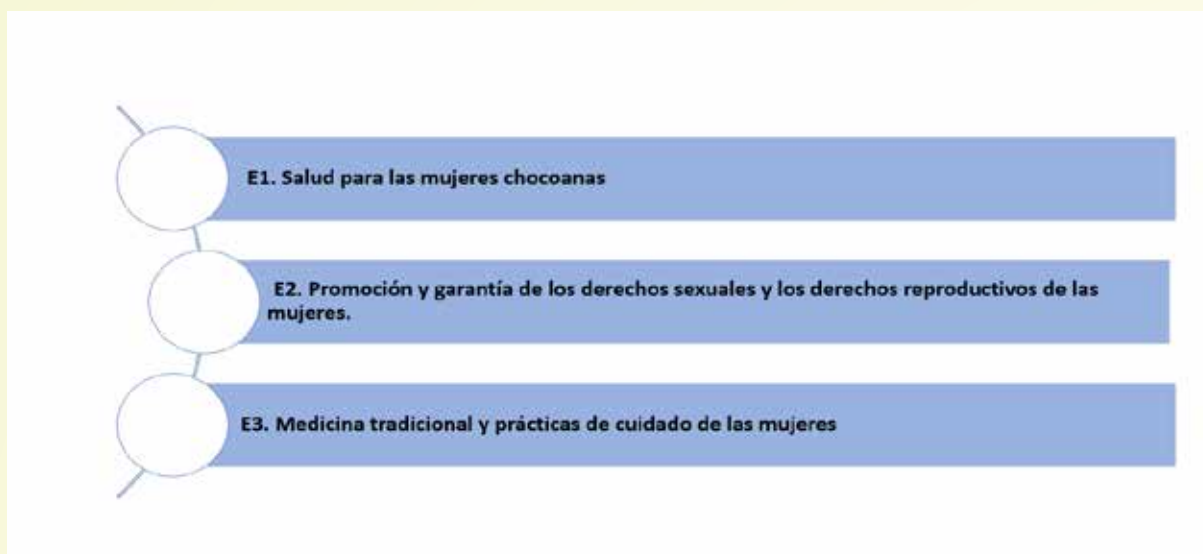 E1. Salud para las mujeres chocoanas
E2. Promoción y garantía de los derechos sexuales y los derechos reproductivos de las
mujeres.
E3. Medicina tradicional y prácticas de cuidado de las mujeres